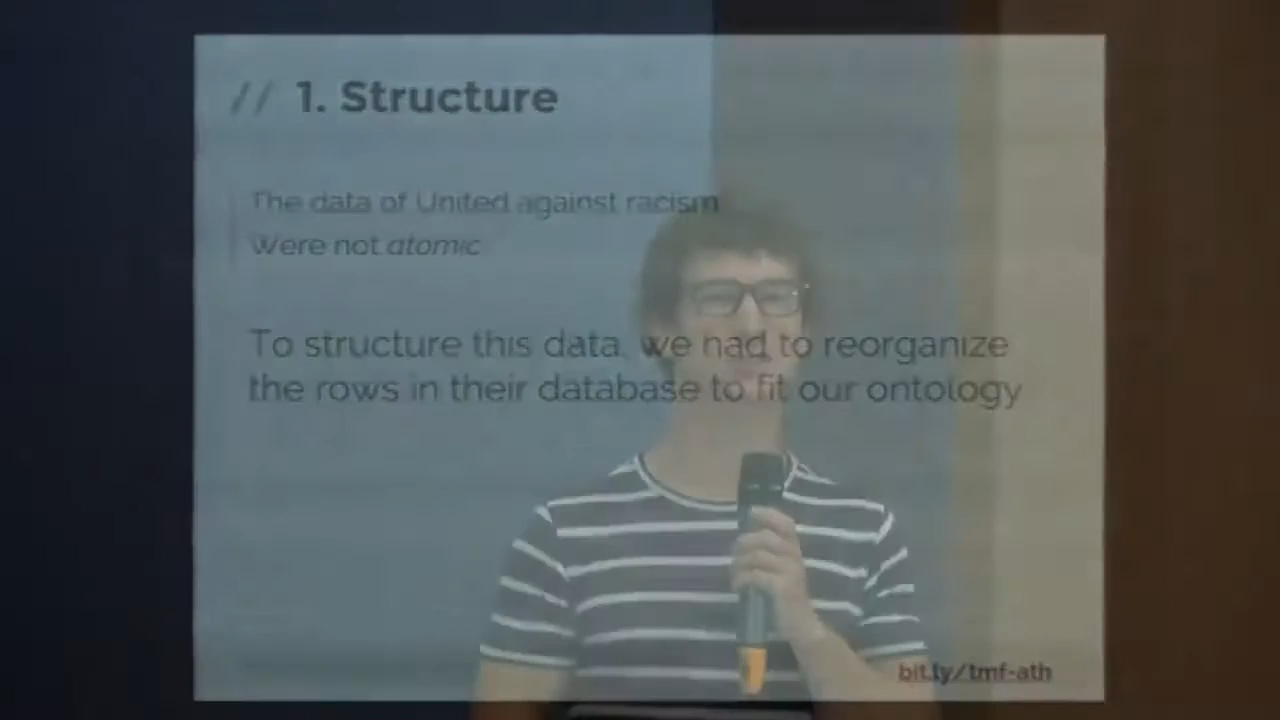 // 1. Structure
The data of United against racism
Were not atomic
To structure this data, we had to reorganize
the rows in their database to fit our ontology
bit.ly/tmf-ath